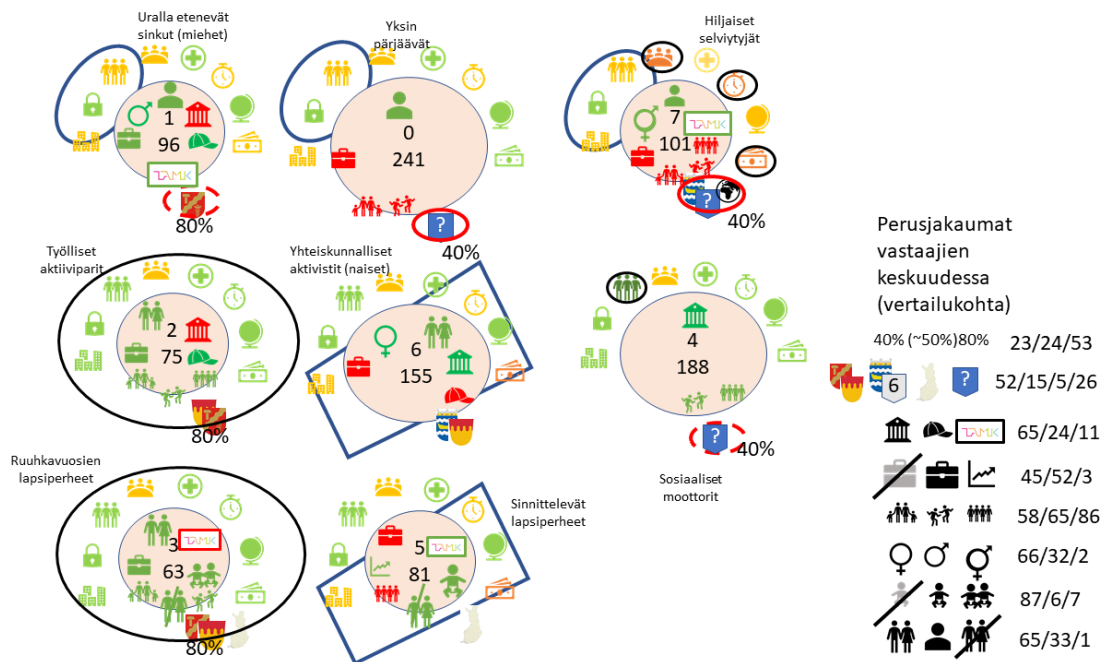 Uralla etenevät
sinkut (miehet)
1
96
TAMK
80%
Yksin
pärjäävät
0
241
?
40%
Hiljaiset
selviytyjät
7
TAMK
101
?
40%
Työlliset
aktiiviparit
2
75
80%
Yhteiskunnalliset
aktivistit (naiset)
6
155
4
188
?
40%
Sosiaaliset
moottorit
Ruuhkavuosien
lapsiperheet
3
TAMK
63
80%
Sinnittelevät
lapsiperheet
5
TAMK
81
Perusjakaumat
vastaajien
keskuudessa
(vertailukohta)
40% (~50%)80% 23/24/53
6 ? 52/15/5/26
TAMK 65/24/11
45/52/3
58/65/86
66/32/2
87/6/7
65/33/1